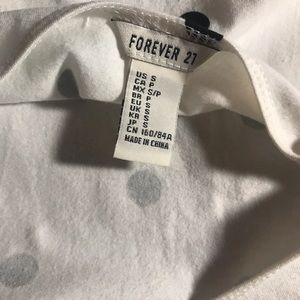 FOREVER 21
US S
CA P
MX S/P
BR P
EU S
UK S
KR S
JP S
CN 160/84A
MADE IN CHINA